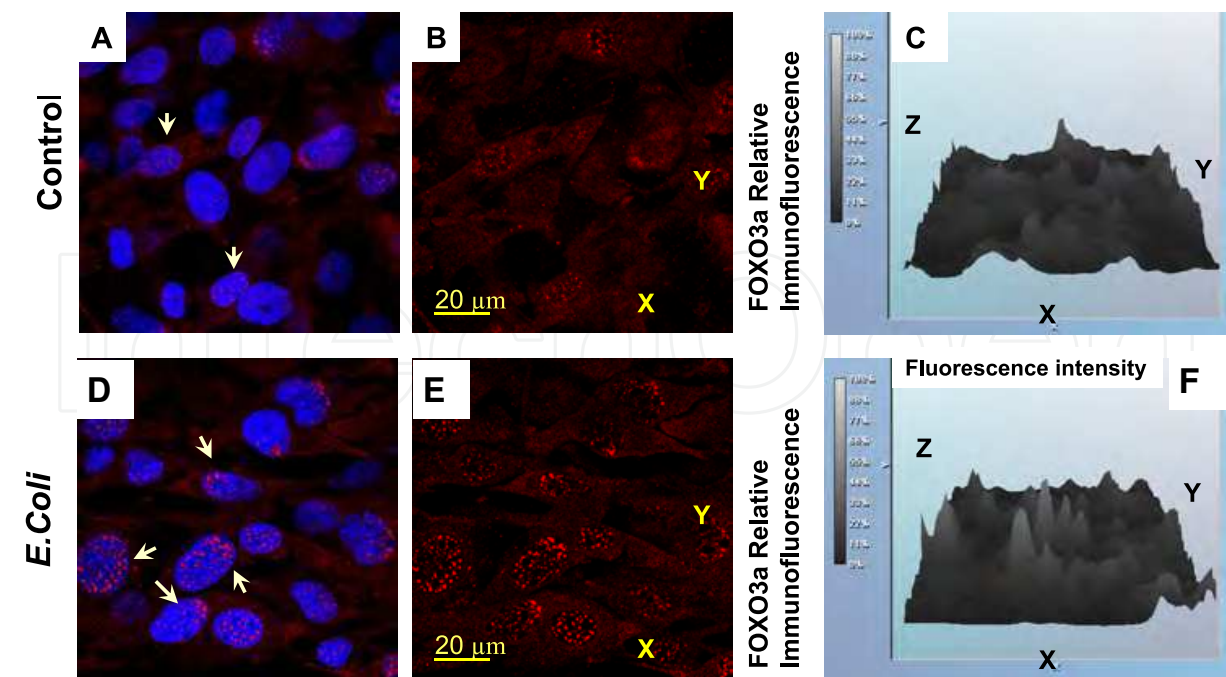 Control
A
B
Y
X
20 µm
FOXO3a Relative
Immunofluorescence
C
Z
Y
X
E.Coli
D
E
Y
X
20 µm
FOXO3a Relative
Immunofluorescence
Fluorescence intensity
F
Z
Y
X